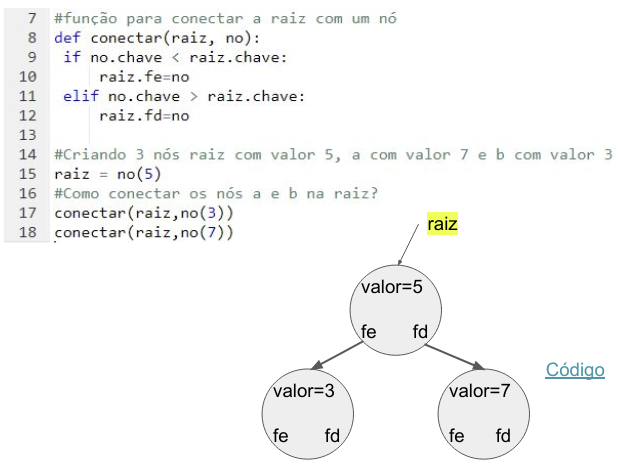 7 #função para conectar a raiz com um nó
8 def conectar(raiz, no):
9 if no.chave < raiz.chave:
10 raiz.fe=no
11 elif no.chave > raiz.chave:
12 raiz.fd=no
13
14 #Criando 3 nós raiz com valor 5, a com valor 7 e b com valor 3
15 raiz = no(5)
16 #Como conectar os nós a e b na raiz?
17 conectar(raiz,no(3))
18 conectar(raiz,no(7))
raiz
valor=5
fe fd
Código
valor=3 valor=7
fe fd fe fd